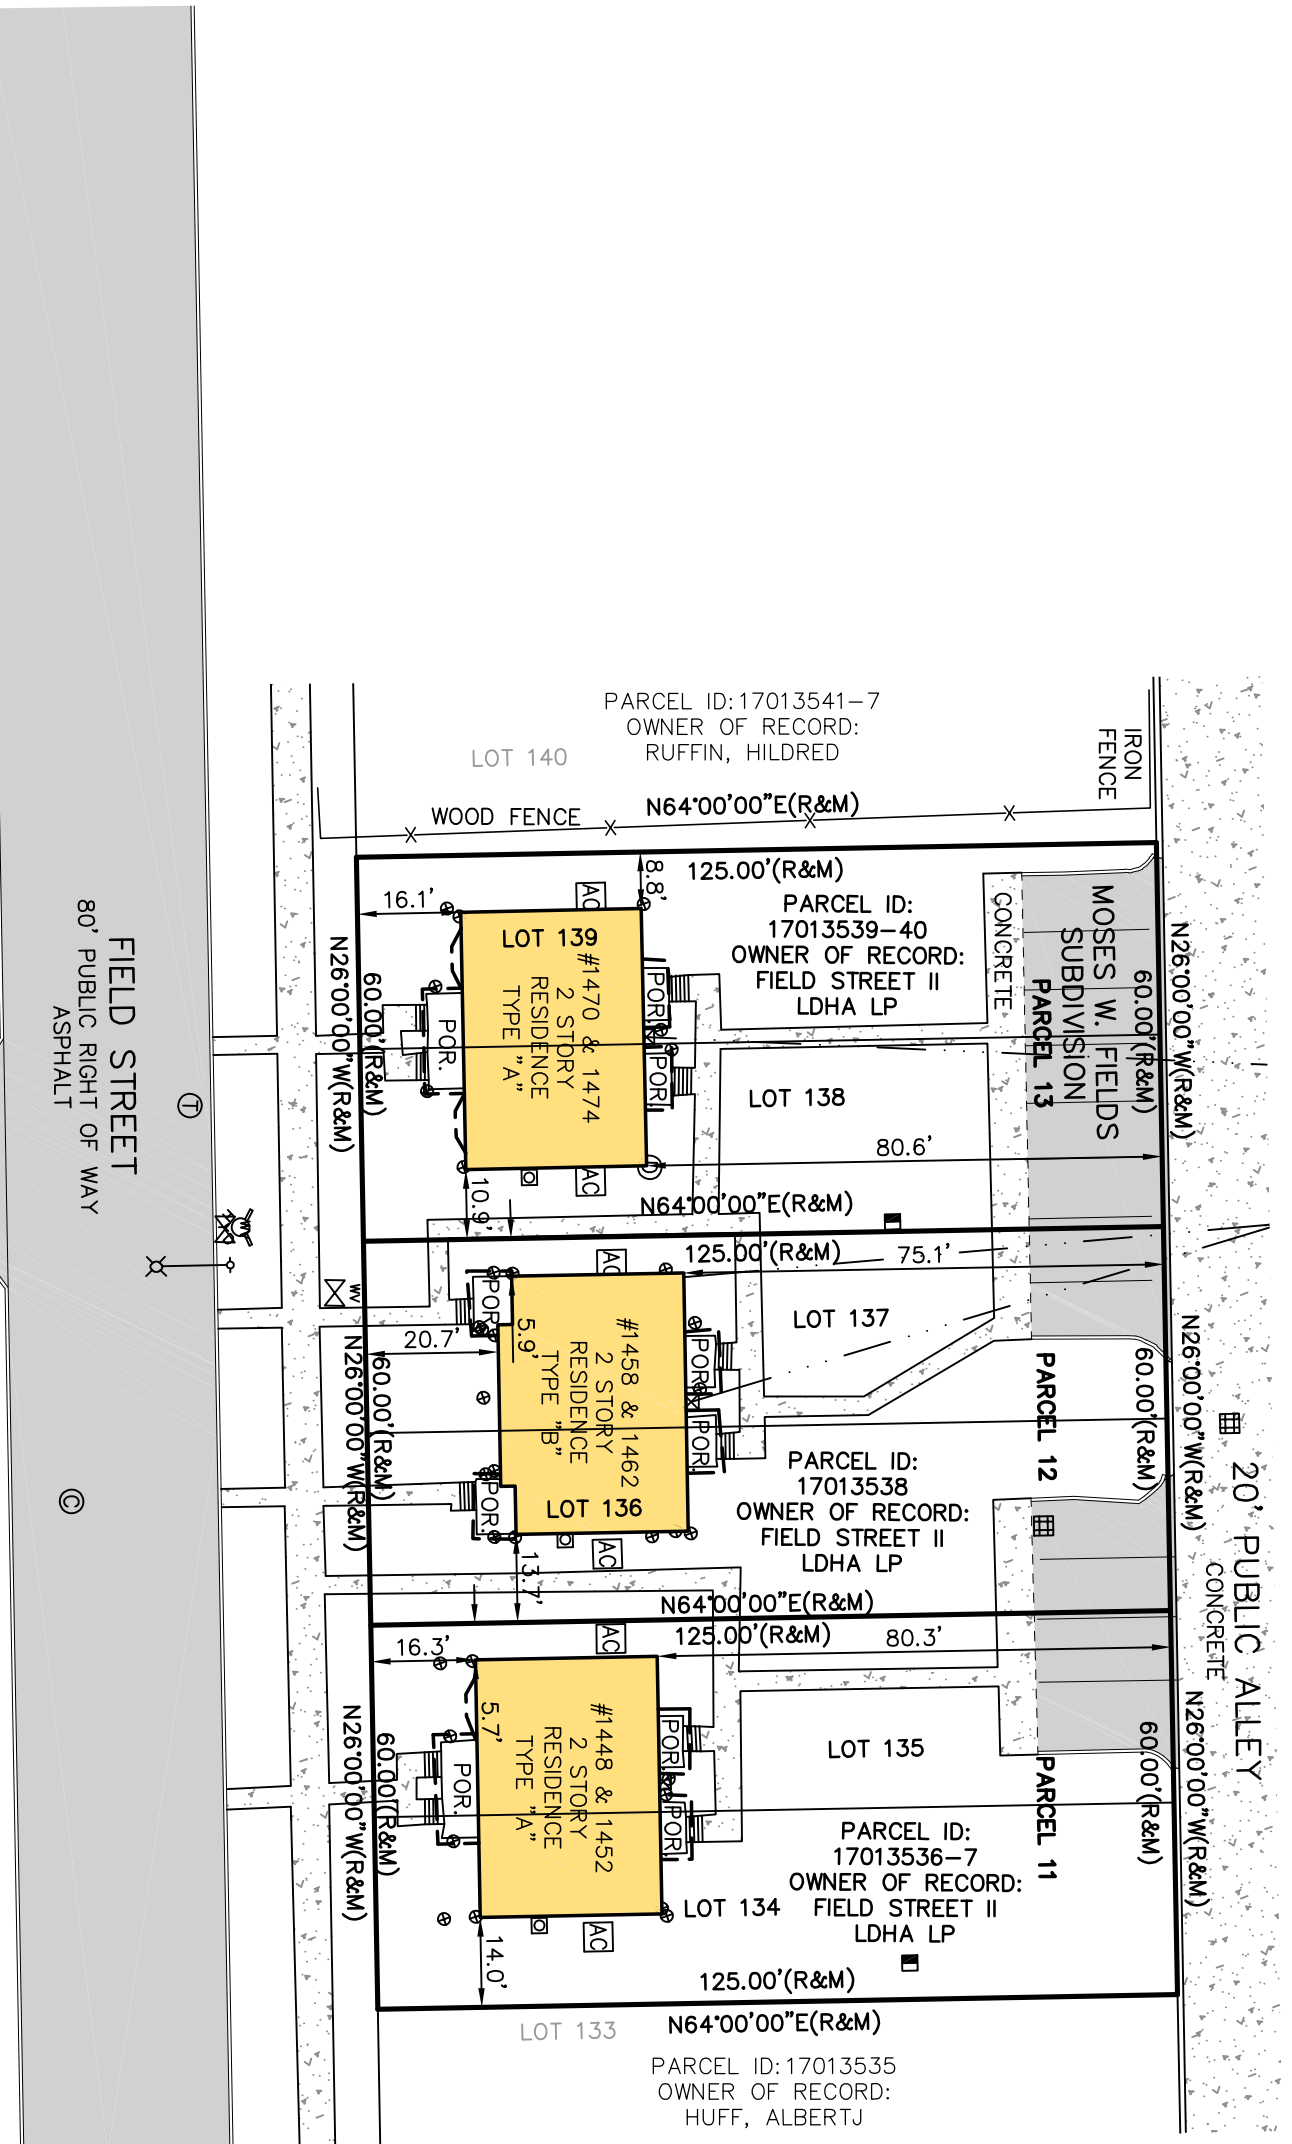 PARCEL ID:17013541-7
OWNER OF RECORD:
RUFFIN, HILDRED
LOT 140
IRON
FENCE
WOOD FENCE
N64°00'00"E(R&M)
125.00'(R&M)
8.8'
AC
16.1'
PARCEL ID:
17013539-40
OWNER OF RECORD:
FIELD STREET II
LDHA LP
CONCRETE
MOSES W. FIELDS
SUBDIVISION
PARCEL 13
60.00'(R&M)
N26°00'00"W(R&M)
LOT 139
#1470 & 1474
2 STORY
RESIDENCE
TYPE "A"
POR.
POR.
POR.
N26°00'00"W(R&M)
60.00'(R&M)
LOT 138
80.6'
AC
10.9'
N64°00'00"E(R&M)
125.00'(R&M)
75.1'
FIELD STREET
80' PUBLIC RIGHT OF WAY
ASPHALT
T
W
WV
C
AC
POR.
5.9'
20.7'
LOT 137
#1458 & 1462
2 STORY
RESIDENCE
TYPE "B"
LOT 136
POR.
POR.
POR.
N26°00'00"W(R&M)
60.00'(R&M)
PARCEL 12
60.00'(R&M)
N26°00'00"W(R&M)
PARCEL ID:
17013538
OWNER OF RECORD:
FIELD STREET II
LDHA LP
20' PUBLIC ALLEY
CONCRETE
AC
13.7'
N64°00'00"E(R&M)
125.00'(R&M)
80.3'
AC
16.3'
5.7'
#1448 & 1452
2 STORY
RESIDENCE
TYPE "A"
POR.
POR.
POR.
N26°00'00"W(R&M)
60.00'(R&M)
LOT 135
PARCEL 11
60.00'(R&M)
N26°00'00"W(R&M)
PARCEL ID:
17013536-7
OWNER OF RECORD:
FIELD STREET II
LDHA LP
LOT 134
AC
14.0'
125.00'(R&M)
N64°00'00"E(R&M)
LOT 133
PARCEL ID:17013535
OWNER OF RECORD:
HUFF, ALBERTJ